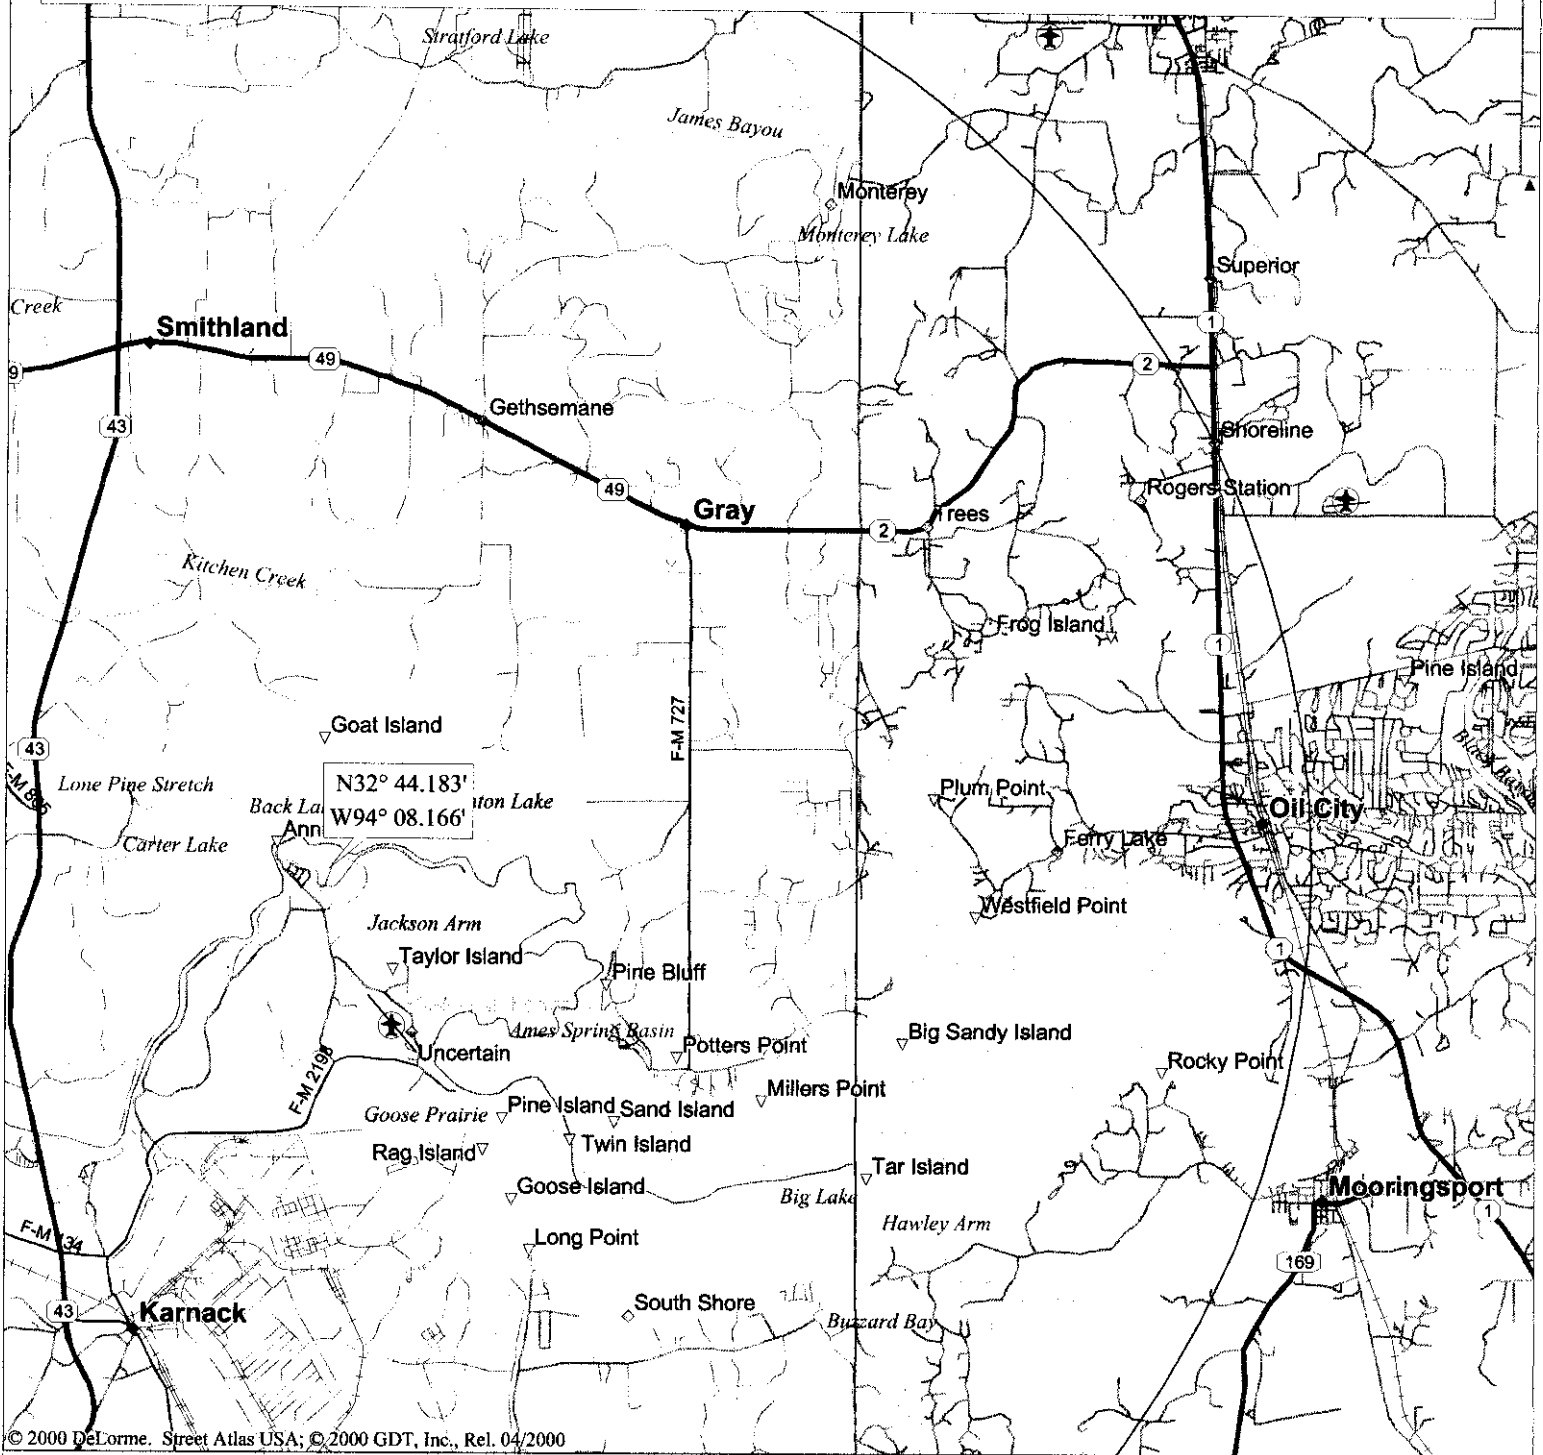 Stratford Lake
James Bayou
Monterey
Monterey Lake
Superior
Creek
Smithland
1
49
2
9
Gethsemane
43
Shoreline
49
Rogers Station
Gray
Trees
2
Kitchen Creek
Frog Island
1
Pine Island
F-M 727
Goat Island
43
N32° 44.183'
W94° 08.166'
Lone Pine Stretch
Back
nton Lake
Plum Point
Oil City
Ann
Carter Lake
Ferry Lake
Westfield Point
Jackson Arm
1
Taylor Island
Pine Bluff
Ames Spring Basin
Big Sandy Island
Potters Point
Uncertain
Rocky Point
F-M 2198
Millers Point
Goose Prairie
Pine Island
Sand Island
Rag Island
Twin Island
Tar Island
Goose Island
Big Lake
Mooringsport
1
Hawley Arm
F-M 134
Long Point
169
43
Karnack
South Shore
Buzzard Bay
© 2000 DeLorme. Street Atlas USA; © 2000 GDT, Inc., Rel. 04/2000